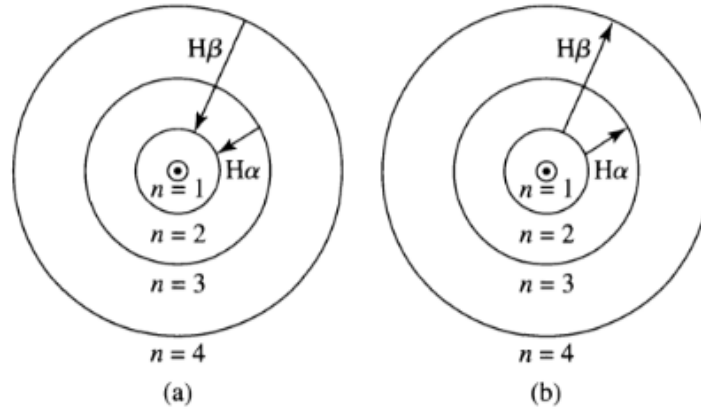 Hβ
Hα
n = 1
n = 2
n = 3
n = 4
(a)
Hβ
Hα
n = 1
n = 2
n = 3
n = 4
(b)